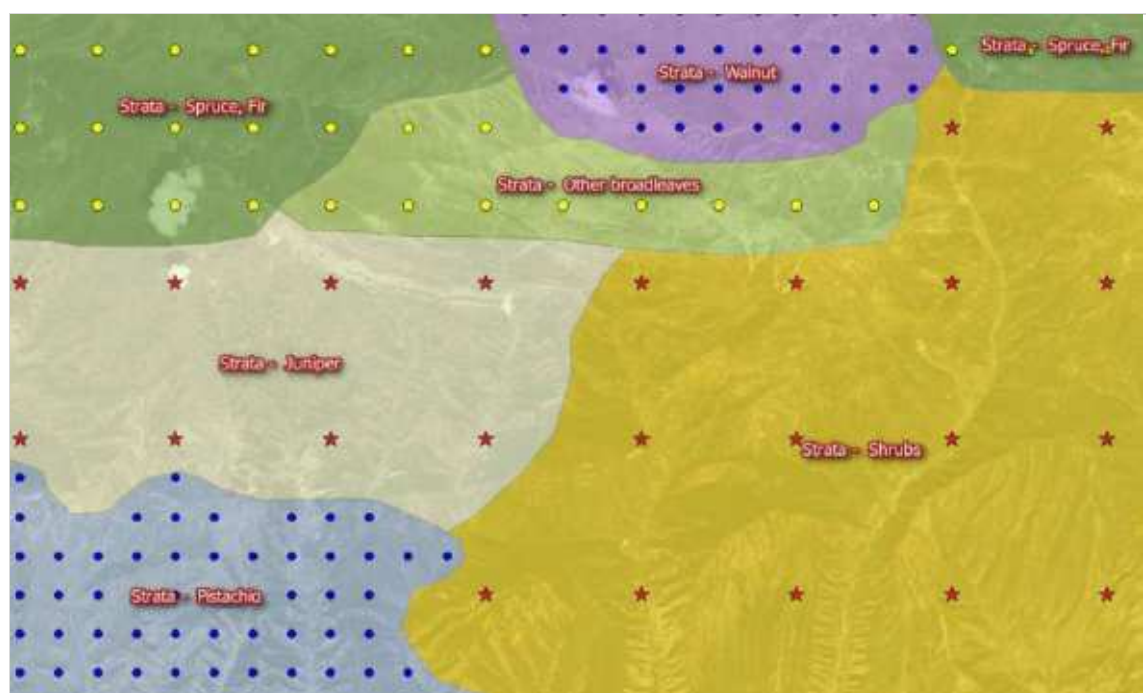 Strata - Spruce, Fir
Strata - Walnut
Strata - Spruce, Fir
Strata - Other broadleaves
Strata - Juniper
Strata - Shrubs
Strata - Pistachio